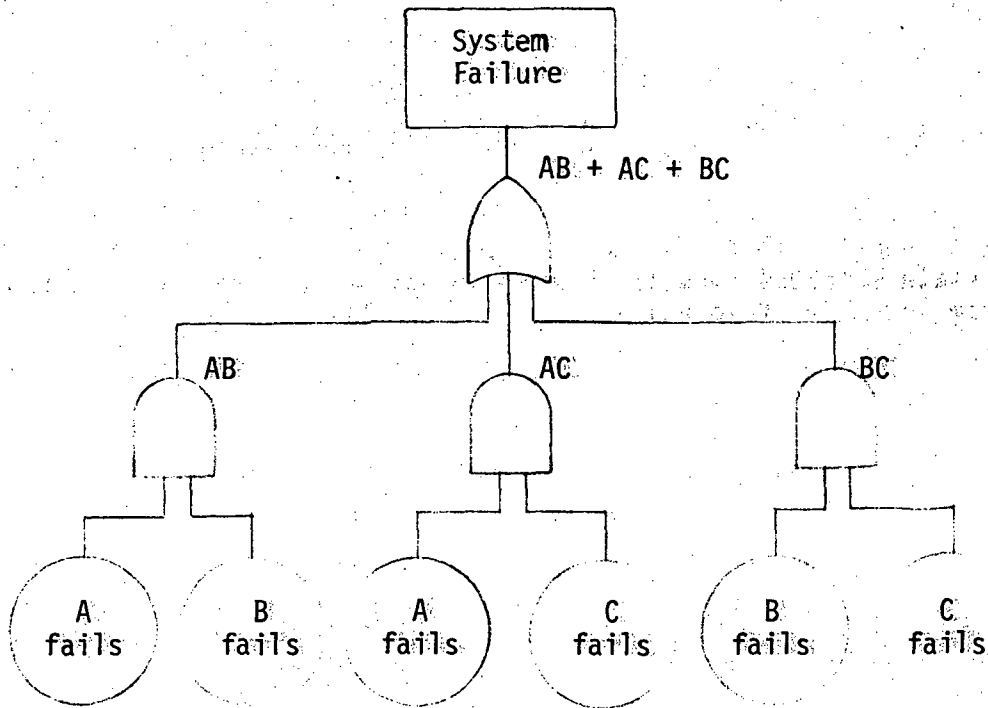 System
Failure
AB + AC + BC
AB
AC
BC
A
fails
B
fails
A
fails
C
fails
B
fails
C
fails